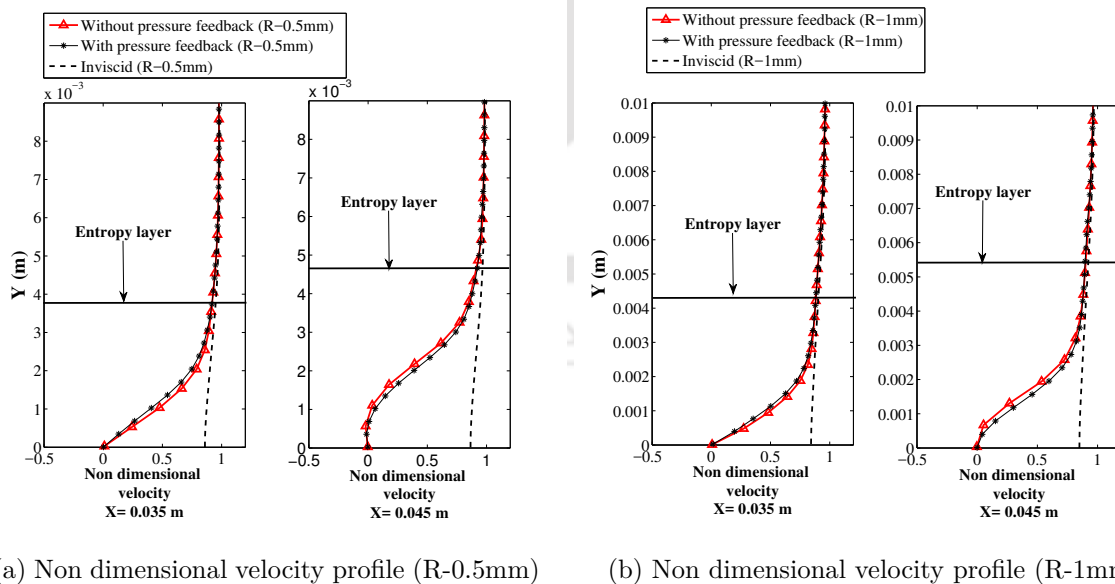 Without pressure feedback (R−0.5mm)
With pressure feedback (R−0.5mm)
Inviscid (R−0.5mm)
x 10⁻³
8
7
6
5
4
3
2
1
0
Y (m)
Entropy layer
−0.5 0 0.5 1
Non dimensional
velocity
X= 0.035 m
x 10⁻³
8
7
6
5
4
3
2
1
0
Entropy layer
−0.5 0 0.5 1
Non dimensional
velocity
X= 0.045 m
Without pressure feedback (R−1mm)
With pressure feedback (R−1mm)
Inviscid (R−1mm)
0.01
0.009
0.008
0.007
0.006
0.005
0.004
0.003
0.002
0.001
0
Y (m)
Entropy layer
−0.5 0 0.5 1
Non dimensional
velocity
X= 0.035 m
0.01
0.009
0.008
0.007
0.006
0.005
0.004
0.003
0.002
0.001
0
Entropy layer
−0.5 0 0.5 1
Non dimensional
velocity
X= 0.045 m
a) Non dimensional velocity profile (R-0.5mm)
(b) Non dimensional velocity profile (R-1mm